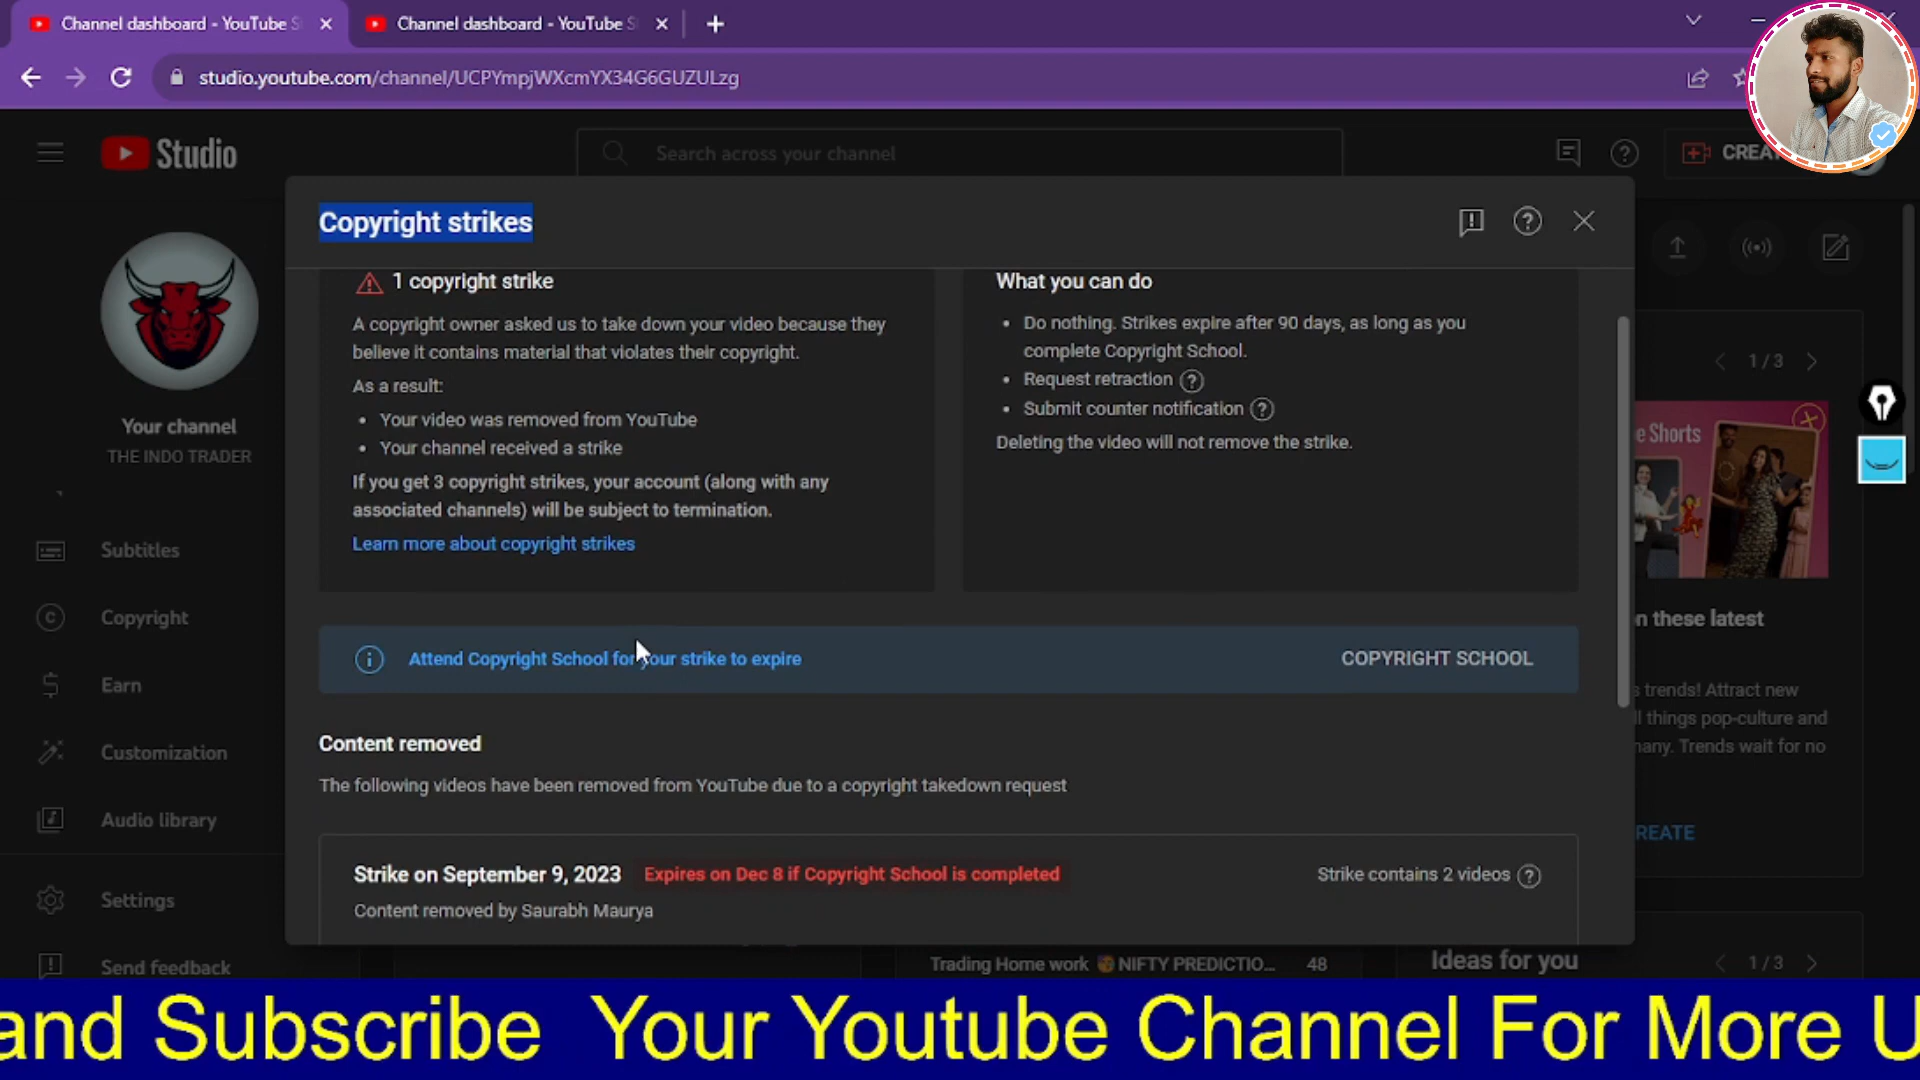 Channel dashboard - YouTube S
Channel dashboard - YouTube S
studio.youtube.com/channel/UCPYmpjWXcmYX34G6GUZULzg
Studio
Search across your channel
Your channel
THE INDO TRADER
Subtitles
Copyright
Earn
Customization
Audio library
Settings
Send feedback
Copyright strikes
1 copyright strike
A copyright owner asked us to take down your video because they
believe it contains material that violates their copyright.
As a result:
• Your video was removed from YouTube
• Your channel received a strike
If you get 3 copyright strikes, your account (along with any
associated channels) will be subject to termination.
Learn more about copyright strikes
What you can do
• Do nothing. Strikes expire after 90 days, as long as you
complete Copyright School.
• Request retraction
• Submit counter notification
Deleting the video will not remove the strike.
Attend Copyright School for your strike to expire
COPYRIGHT SCHOOL
Content removed
The following videos have been removed from YouTube due to a copyright takedown request
Strike on September 9, 2023 Expires on Dec 8 if Copyright School is completed
Strike contains 2 videos
Content removed by Saurabh Maurya
1 / 3
Shorts
these latest
trends! Attract new
things pop-culture and
Trends wait for no
Trading Home work NIFTY PREDICTIO... 48
Ideas for you
1 / 3
and Subscribe Your Youtube Channel For More U